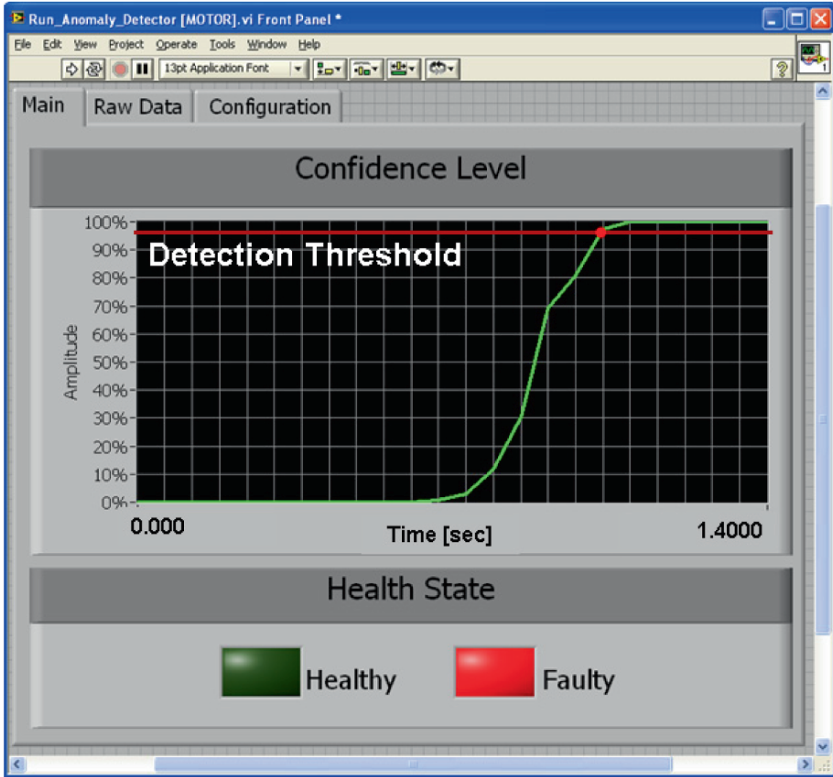 Run_Anomaly_Detector [MOTOR].vi Front Panel *
File Edit View Project Operate Tools Window Help
13pt Application Font
1
Main Raw Data Configuration
Confidence Level
100%
90%
80%
70%
60%
50%
40%
30%
20%
10%
0%
Amplitude
Detection Threshold
0.000 Time [sec] 1.4000
Health State
Healthy Faulty